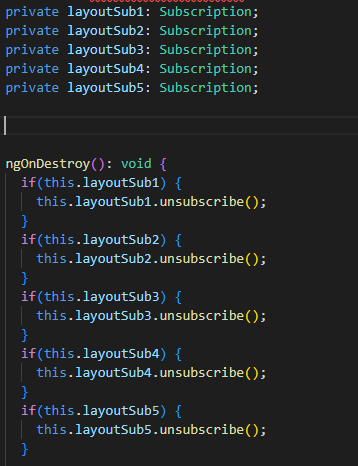 private layoutSub1: Subscription;
private layoutSub2: Subscription;
private layoutSub3: Subscription;
private layoutSub4: Subscription;
private layoutSub5: Subscription;
ngOnDestroy(): void {
if(this.layoutSub1) {
this.layoutSub1.unsubscribe();
}
if(this.layoutSub2) {
this.layoutSub2.unsubscribe();
}
if(this.layoutSub3) {
this.layoutSub3.unsubscribe();
}
if(this.layoutSub4) {
this.layoutSub4.unsubscribe();
}
if(this.layoutSub5) {
this.layoutSub5.unsubscribe();
}